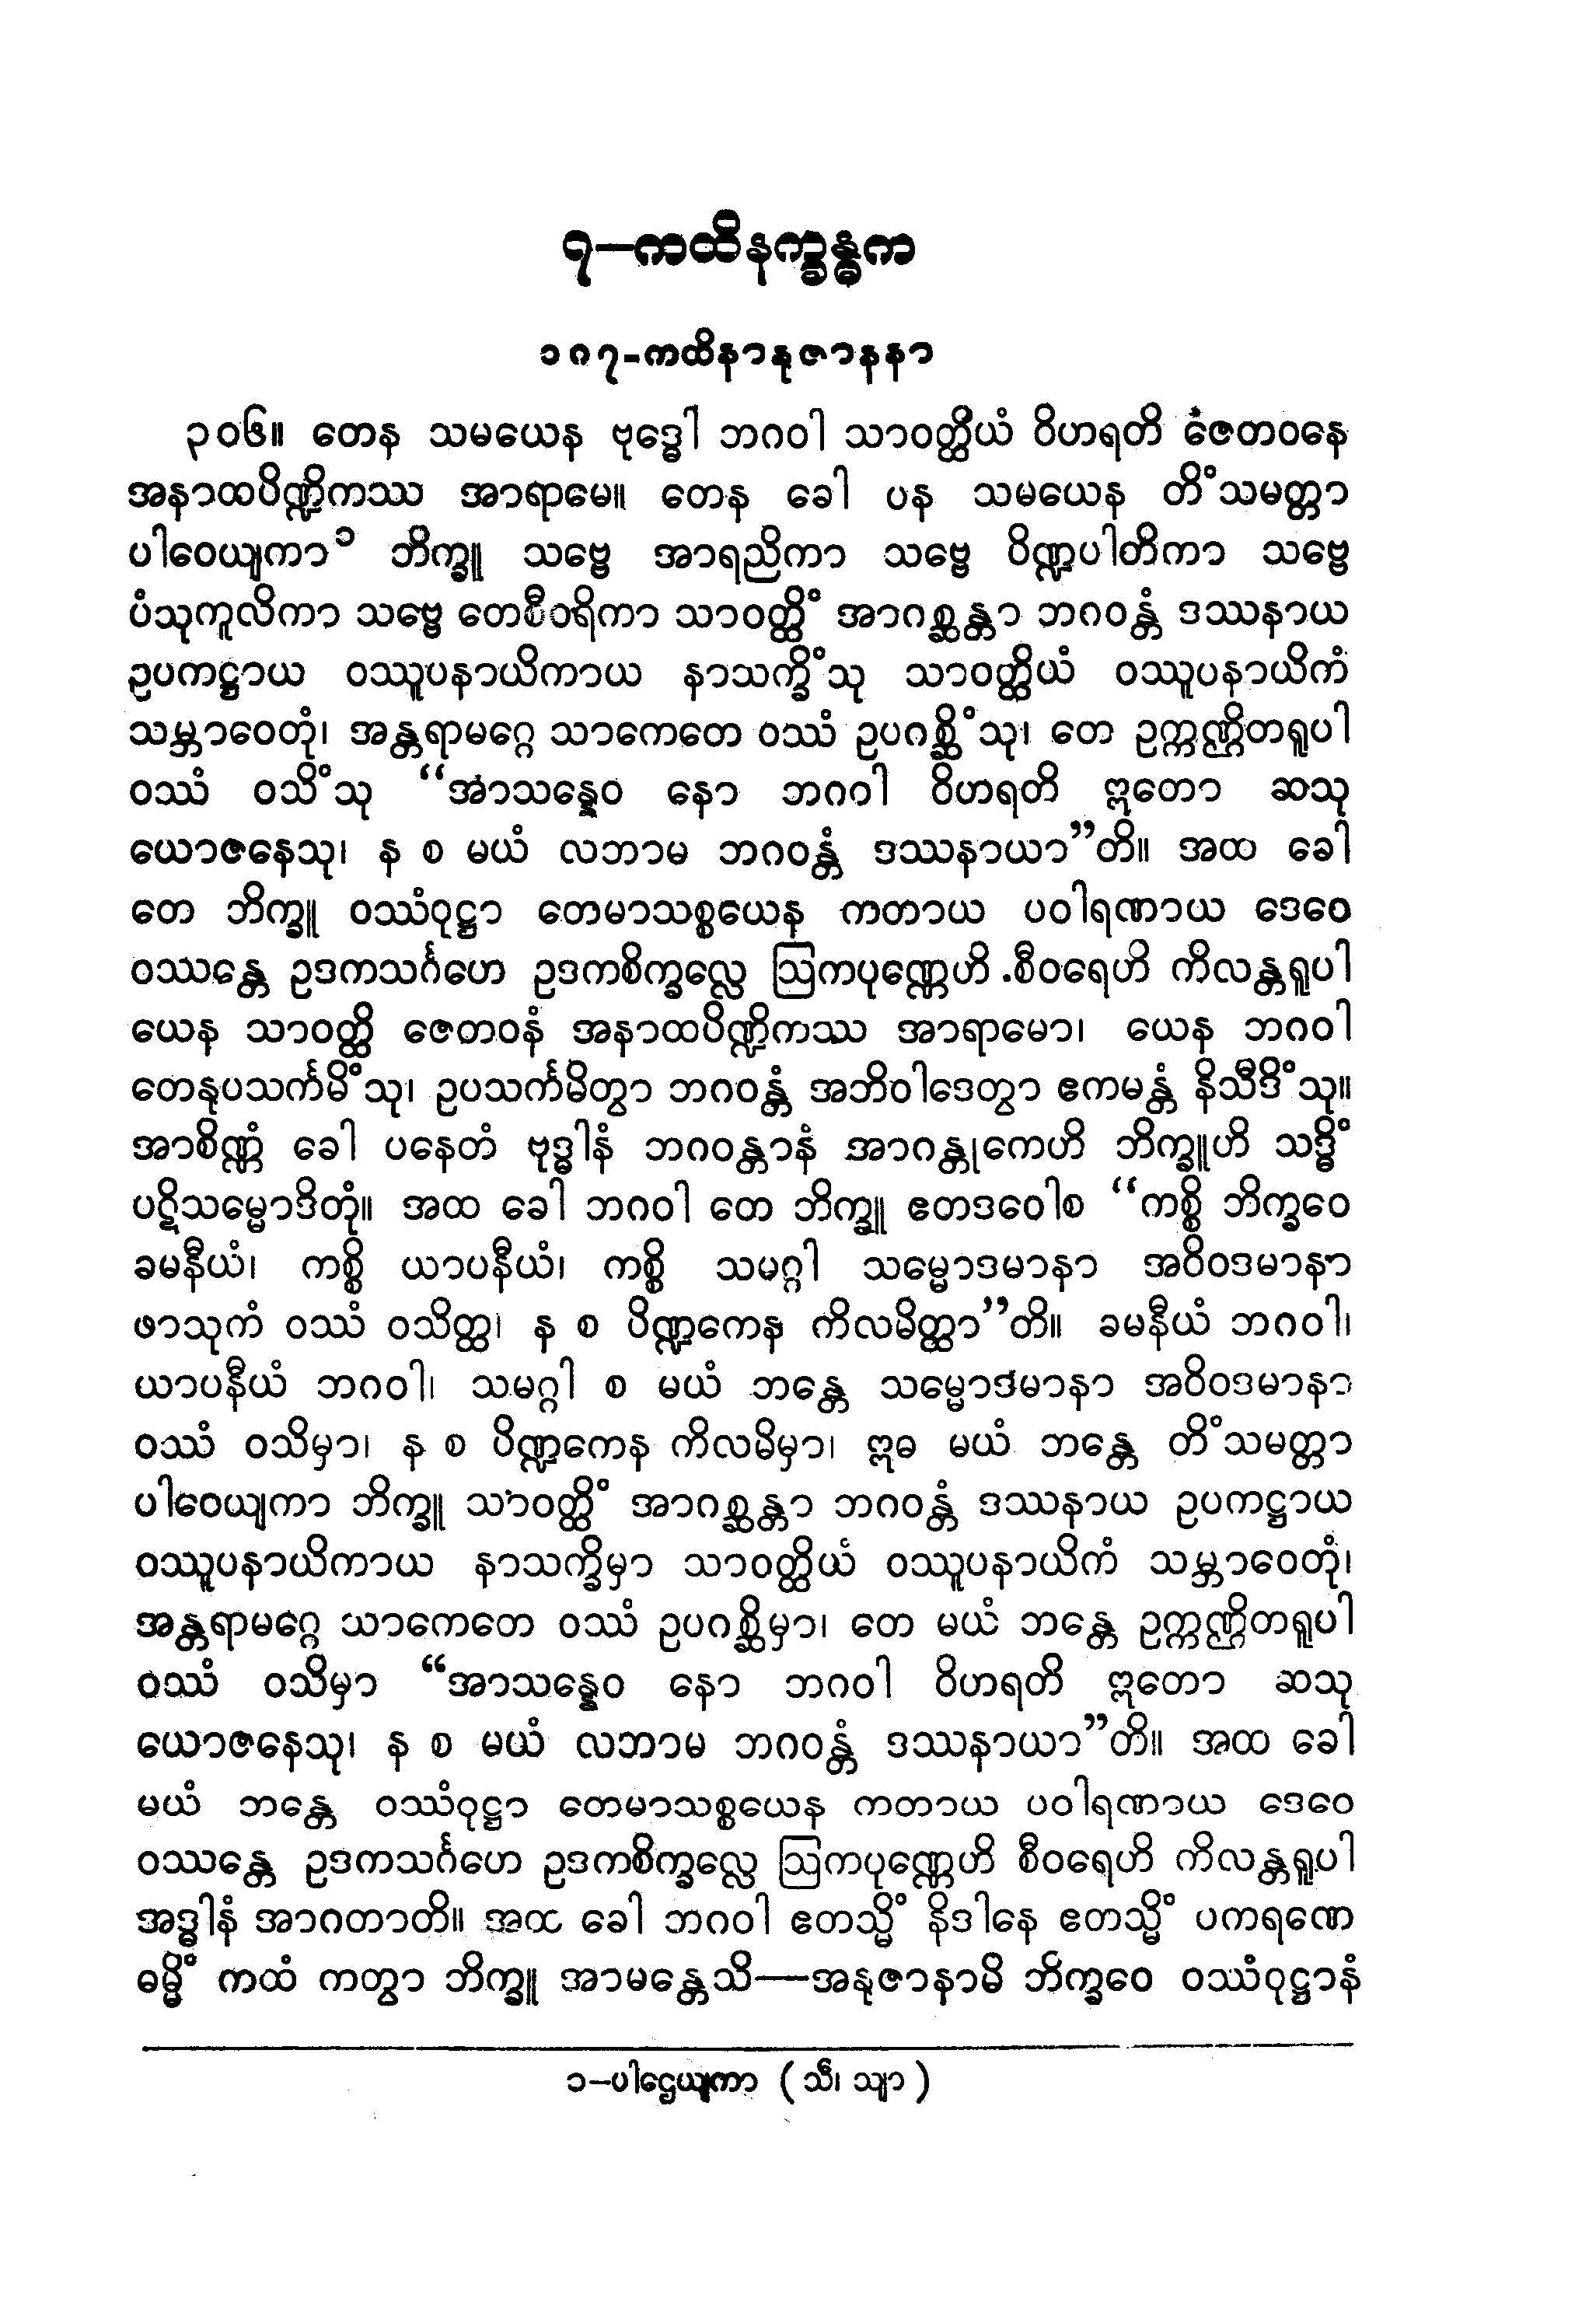 ၇—ကထိနက္ခန္ဓက
၁၈၇-ကထိနာနုဇာနနာ
၃၀၆။ တေန သမယေန ဗုဒ္ဓေါ ဘဂဝါ သာဝတ္ထိယံ ဝိဟရတိ ဇေတဝနေ
အနာထပိဏ္ဍိကဿ အာရာမေ။ တေန ခေါ ပန သမယေန တိံသမတ္တာ
ပါဝေယျကာ၁ ဘိက္ခူ သဗ္ဗေ အာရညိကာ သဗ္ဗေ ပိဏ္ဍပါတိကာ သဗ္ဗေ
ပံသုကူလိကာ သဗ္ဗေ တေစီဝရိကာ သာဝတ္ထိံ အာဂစ္ဆန္တာ ဘဂဝန္တံ ဒဿနာယ
ဥပကဋ္ဌာယ ဝဿူပနာယိကာယ နာသက္ခိံသု သာဝတ္ထိယံ ဝဿူပနာယိကံ
သမ္ဘာဝေတုံ၊ အန္တရာမဂ္ဂေ သာကေတေ ဝဿံ ဥပဂစ္ဆိံသု၊ တေ ဥက္ကဏ္ဌိတရူပါ
ဝဿံ ဝသိံသု “အာသန္နေဝ နော ဘဂဝါ ဝိဟရတိ ဣတော ဆသု
ယောဇနေသု၊ န စ မယံ လဘာမ ဘဂဝန္တံ ဒဿနာယာ”တိ။ အထ ခေါ
တေ ဘိက္ခူ ဝဿံဝုဋ္ဌာ တေမာသစ္စယေန ကတာယ ပဝါရဏာယ ဒေဝေ
ဝဿန္တေ ဥဒကသင်္ဂဟေ ဥဒကစိက္ခလ္လေ ဩကပုဏ္ဏေဟိ စီဝရေဟိ ကိလန္တရူပါ
ယေန သာဝတ္ထိ ဇေတဝနံ အနာထပိဏ္ဍိကဿ အာရာမော၊ ယေန ဘဂဝါ
တေနုပသင်္ကမိံသု၊ ဥပသင်္ကမိတွာ ဘဂဝန္တံ အဘိဝါဒေတွာ ဧကမန္တံ နိသီဒိံသု။
အာစိဏ္ဏံ ခေါ ပနေတံ ဗုဒ္ဓါနံ ဘဂဝန္တာနံ အာဂန္တုကေဟိ ဘိက္ခူဟိ သဒ္ဓိံ
ပဋိသမ္မောဒိတုံ။ အထ ခေါ ဘဂဝါ တေ ဘိက္ခူ ဧတဒဝေါစ “ကစ္စိ ဘိက္ခဝေ
ခမနီယံ၊ ကစ္စိ ယာပနီယံ၊ ကစ္စိ သမဂ္ဂါ သမ္မောဒမာနာ အဝိဝဒမာနာ
ဖာသုကံ ဝဿံ ဝသိတ္ထ၊ န စ ပိဏ္ဍကေန ကိလမိတ္ထာ”တိ။ ခမနီယံ ဘဂဝါ၊
ယာပနီယံ ဘဂဝါ၊ သမဂ္ဂါ စ မယံ ဘန္တေ သမ္မောဒမာနာ အဝိဝဒမာနာ
ဝဿံ ဝသိမှာ၊ န စ ပိဏ္ဍကေန ကိလမိမှာ၊ ဣဓ မယံ ဘန္တေ တိံသမတ္တာ
ပါဝေယျကာ ဘိက္ခူ သာဝတ္ထိံ အာဂစ္ဆန္တာ ဘဂဝန္တံ ဒဿနာယ ဥပကဋ္ဌာယ
ဝဿူပနာယိကာယ နာသက္ခိမှာ သာဝတ္ထိယံ ဝဿူပနာယိကံ သမ္ဘာဝေတုံ၊
အန္တရာမဂ္ဂေ သာကေတေ ဝဿံ ဥပဂစ္ဆိမှာ၊ တေ မယံ ဘန္တေ ဥက္ကဏ္ဌိတရူပါ
ဝဿံ ဝသိမှာ “အာသန္နေဝ နော ဘဂဝါ ဝိဟရတိ ဣတော ဆသု
ယောဇနေသု၊ န စ မယံ လဘာမ ဘဂဝန္တံ ဒဿနာယာ”တိ။ အထ ခေါ
မယံ ဘန္တေ ဝဿံဝုဋ္ဌာ တေမာသစ္စယေန ကတာယ ပဝါရဏာယ ဒေဝေ
ဝဿန္တေ ဥဒကသင်္ဂဟေ ဥဒကစိက္ခလ္လေ ဩကပုဏ္ဏေဟိ စီဝရေဟိ ကိလန္တရူပါ
အဒ္ဓါနံ အာဂတာတိ။ အထ ခေါ ဘဂဝါ ဧတသ္မိံ နိဒါနေ ဧတသ္မိံ ပကရဏေ
ဓမ္မိံ ကထံ ကတွာ ဘိက္ခူ အာမန္တေသိ—အနုဇာနာမိ ဘိက္ခဝေ ဝဿံဝုဋ္ဌာနံ
၁–ပါဌေယျကာ (သီ၊ သျာ)